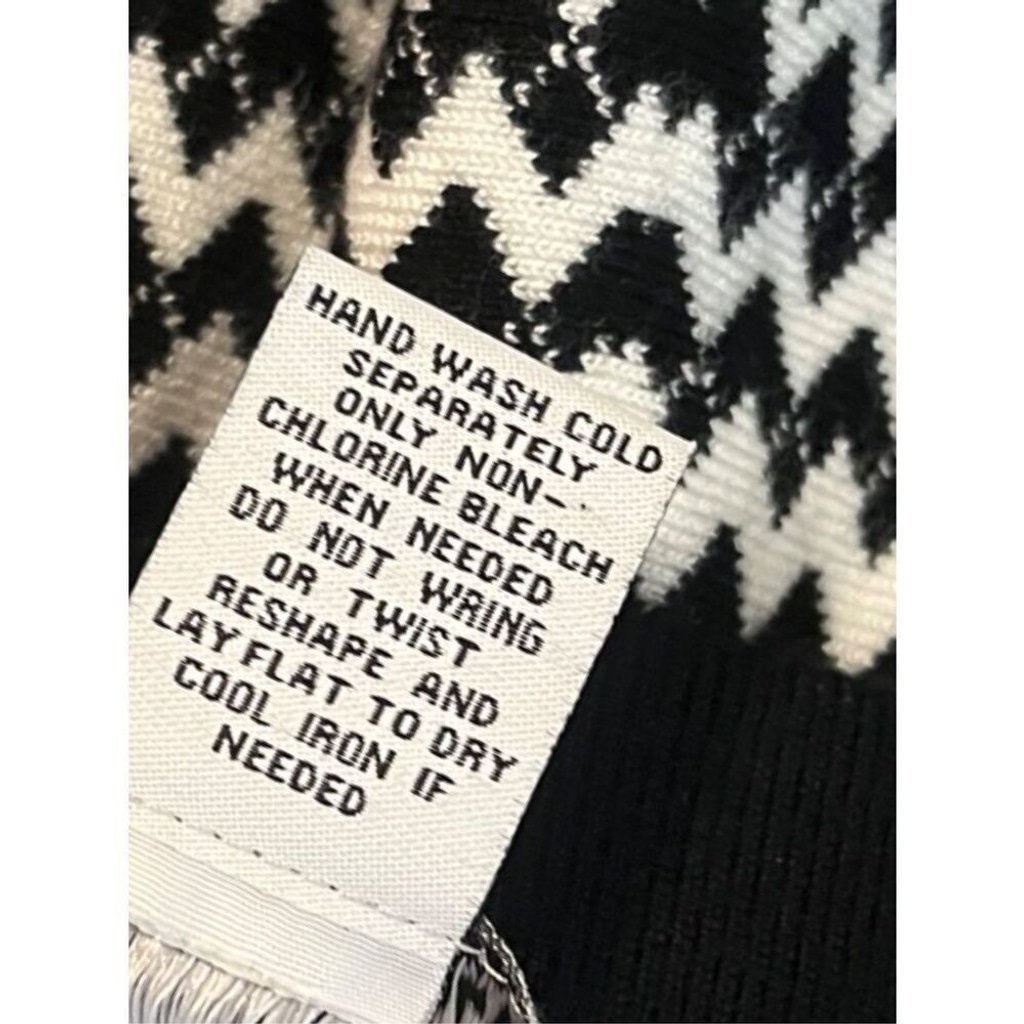 HAND WASH COLD
SEPARATELY
ONLY NON-
CHLORINE BLEACH
WHEN NEEDED
DO NOT WRING
OR TWIST
RESHAPE AND
LAY FLAT TO DRY
COOL IRON IF
NEEDED